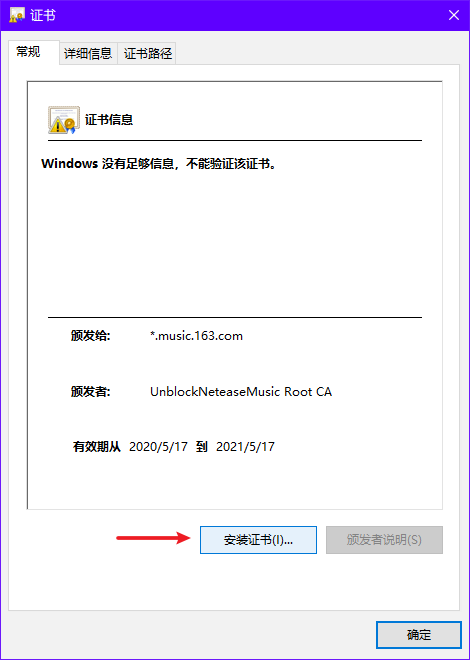 证书
常规
详细信息
证书路径
证书信息
Windows 没有足够信息，不能验证该证书。
颁发给: *.music.163.com
颁发者: UnblockNeteaseMusic Root CA
有效期从 2020/5/17 到 2021/5/17
安装证书(I)...
颁发者说明(S)
确定